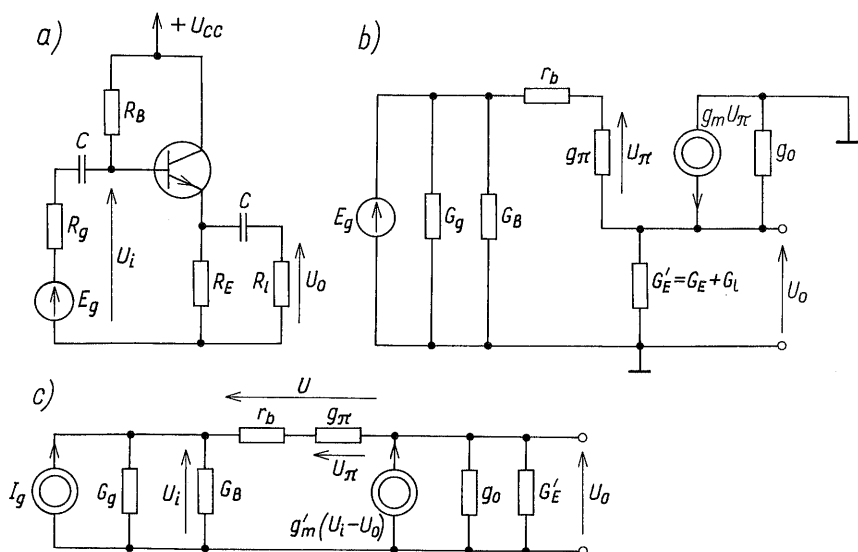 a)
+ U_CC
R_B
C
R_g
U_i
E_g
C
R_E
R_l
U_o
b)
r_b
g_π
U_π
g_m U_π
g_o
E_g
G_g
G_B
G'_E = G_E + G_l
U_o
c)
U
r_b
g_π
U_π
I_g
G_g
U_i
G_B
g'_m (U_i – U_o)
g_o
G'_E
U_o